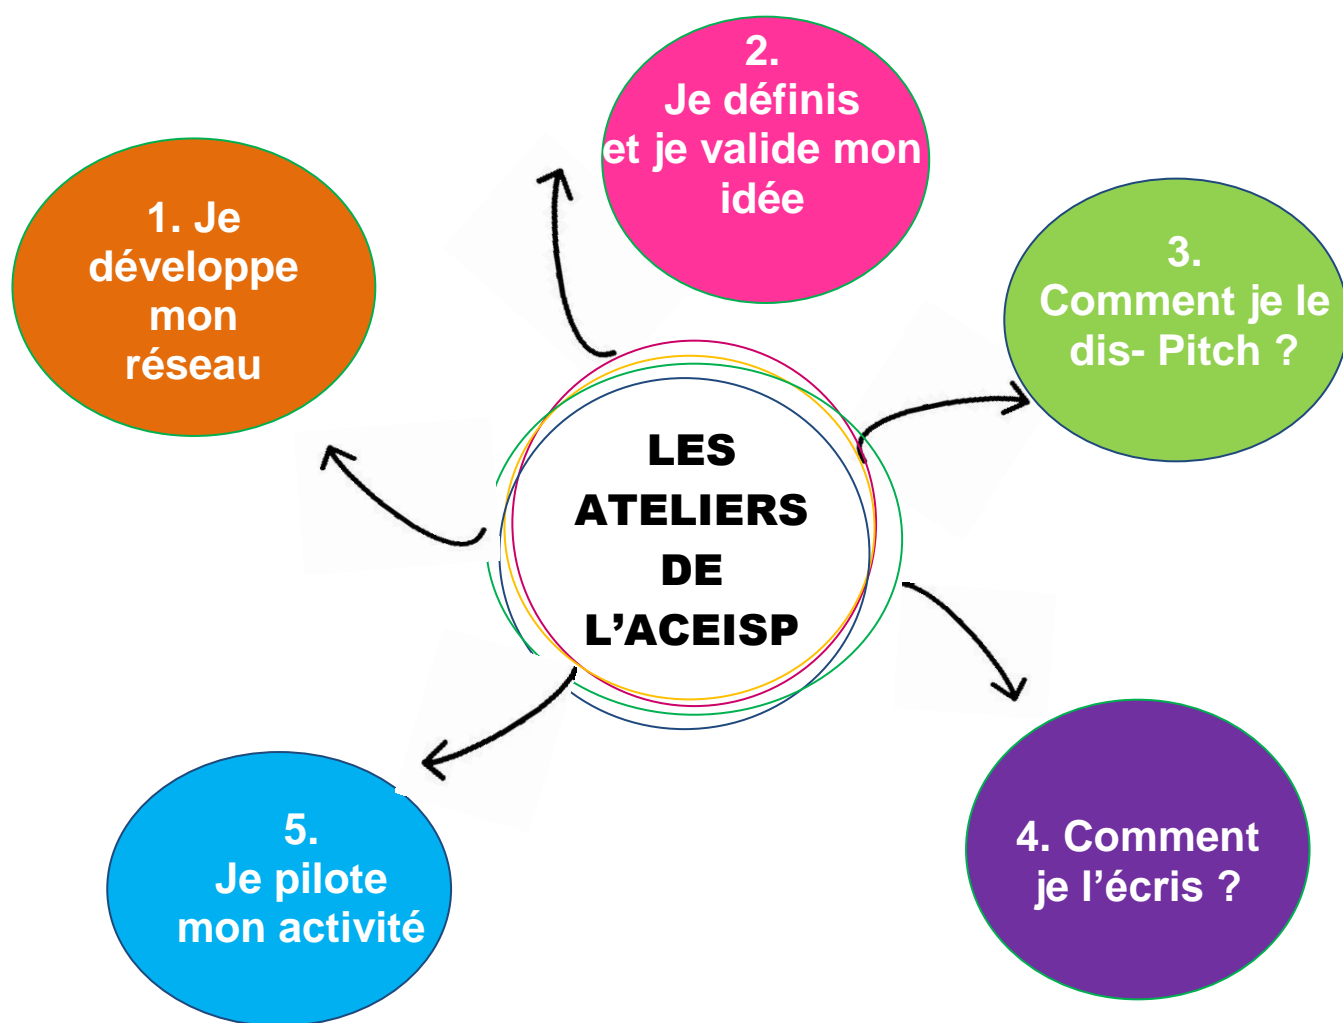 1. Je
développe
mon
réseau
2.
Je définis
et je valide mon
idée
3.
Comment je le
dis- Pitch ?
LES
ATELIERS
DE
L’ACEISP
4. Comment
je l’écris ?
5.
Je pilote
mon activité